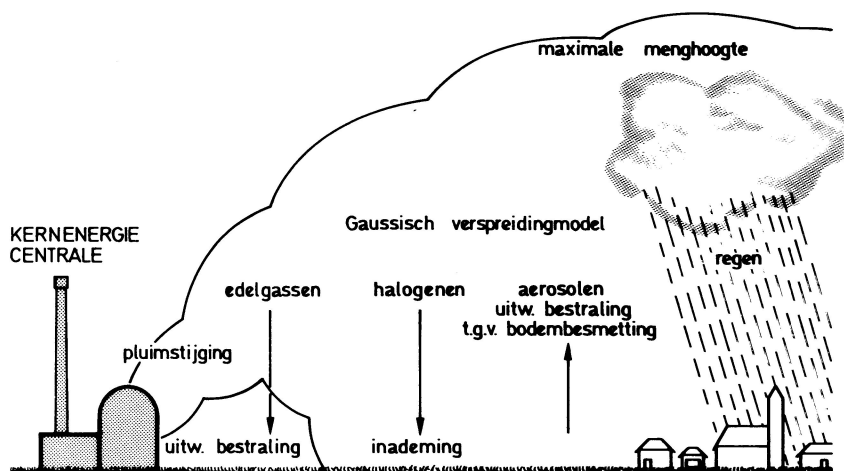 maximale menghoogte
Gaussisch verspreidingmodel
KERNENERGIE
CENTRALE
regen
edelgassen
halogenen
aerosolen
uitw. bestraling
t.g.v. bodembesmetting
pluimstijging
uitw. bestraling
inademing